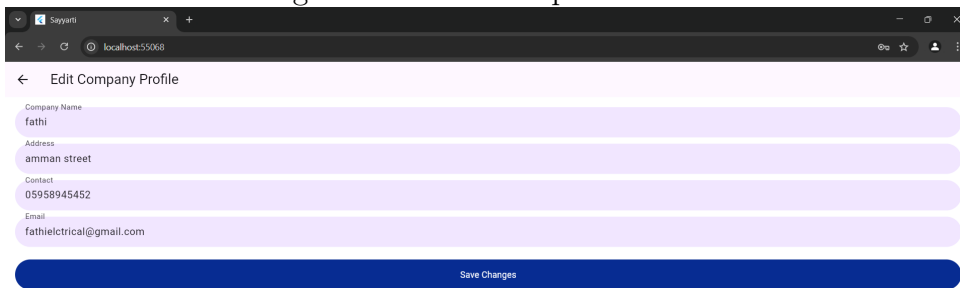 Sayyarti
localhost:55068
Edit Company Profile
Company Name
fathi
Address
amman street
Contact
05958945452
Email
fathielctrical@gmail.com
Save Changes